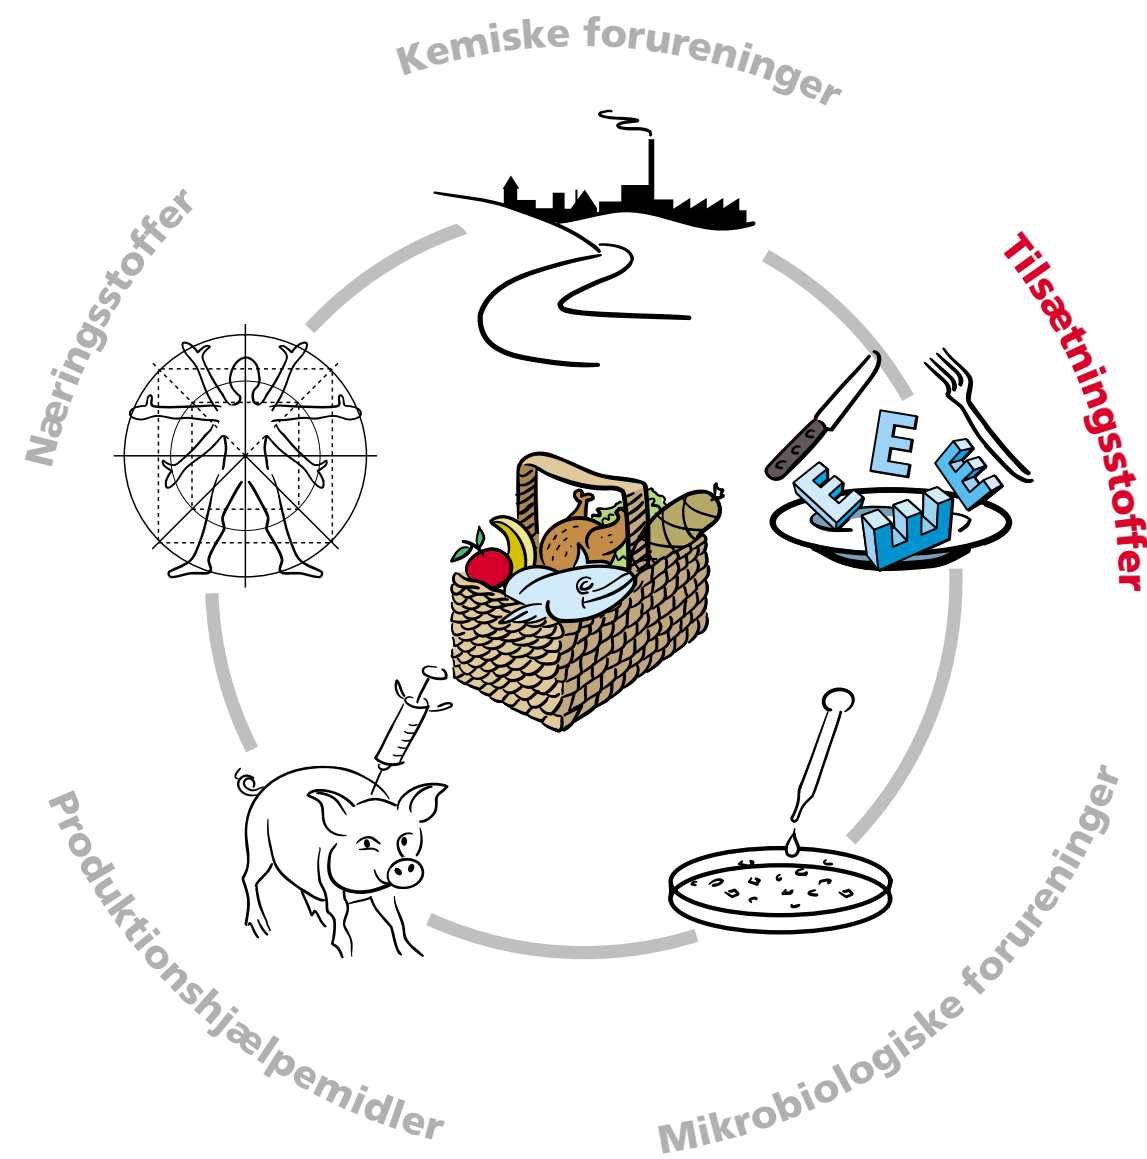 Kemiske forureninger
Næringsstoffer
Tilsætningsstoffer
E
E
E
E
Produktionshjælpemidler
Mikrobiologiske forureninger